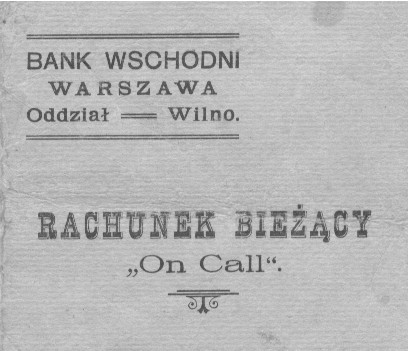 BANK WSCHODNI
WARSZAWA
Oddział = Wilno.
RACHUNEK BIEŻĄCY
„On Call“.